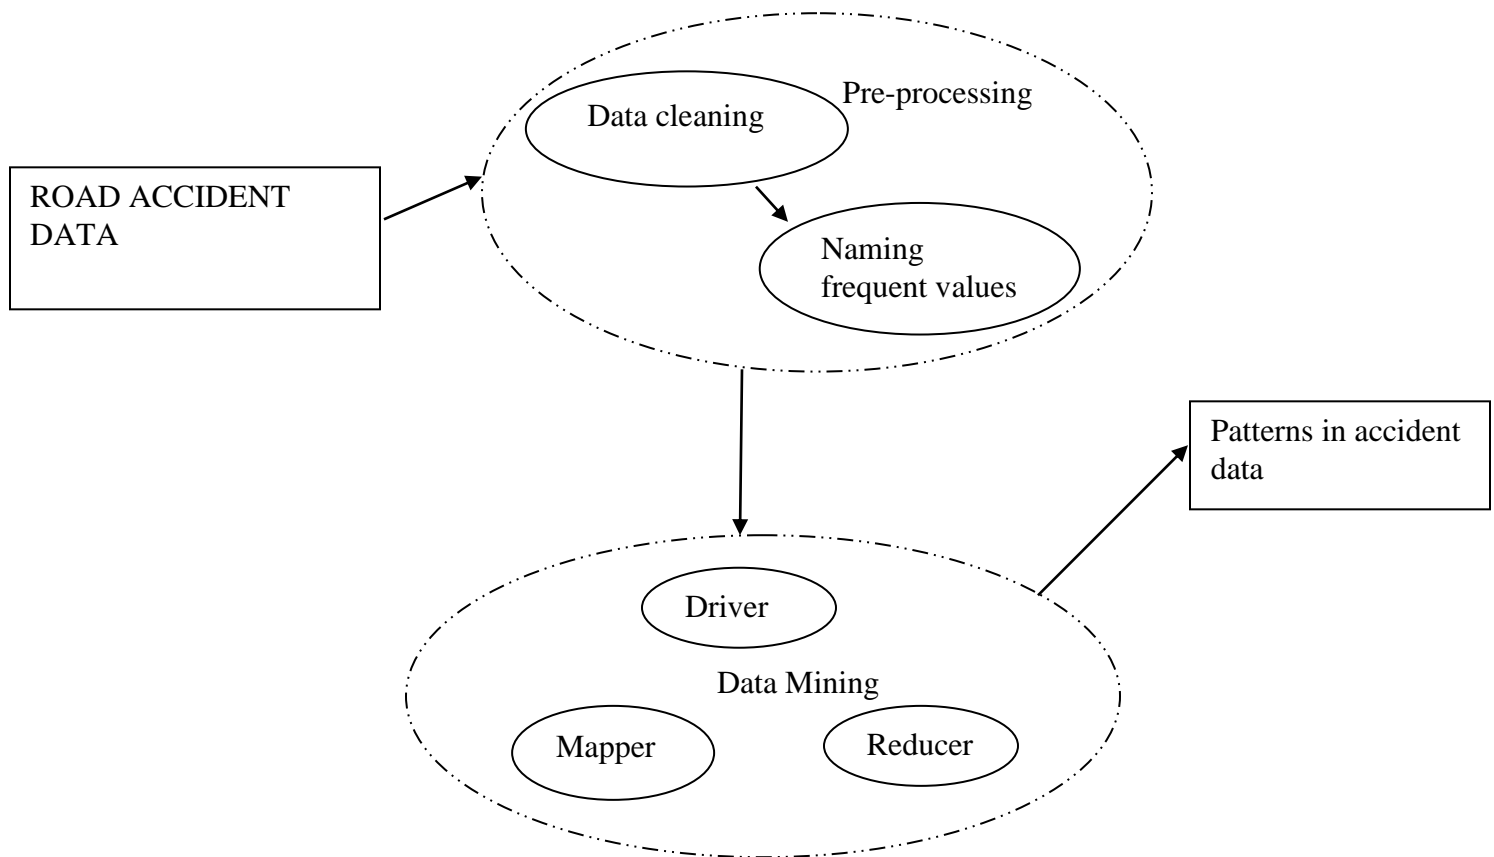 Pre-processing
Data cleaning
ROAD ACCIDENT
DATA
Naming
frequent values
Patterns in accident
data
Driver
Data Mining
Mapper
Reducer